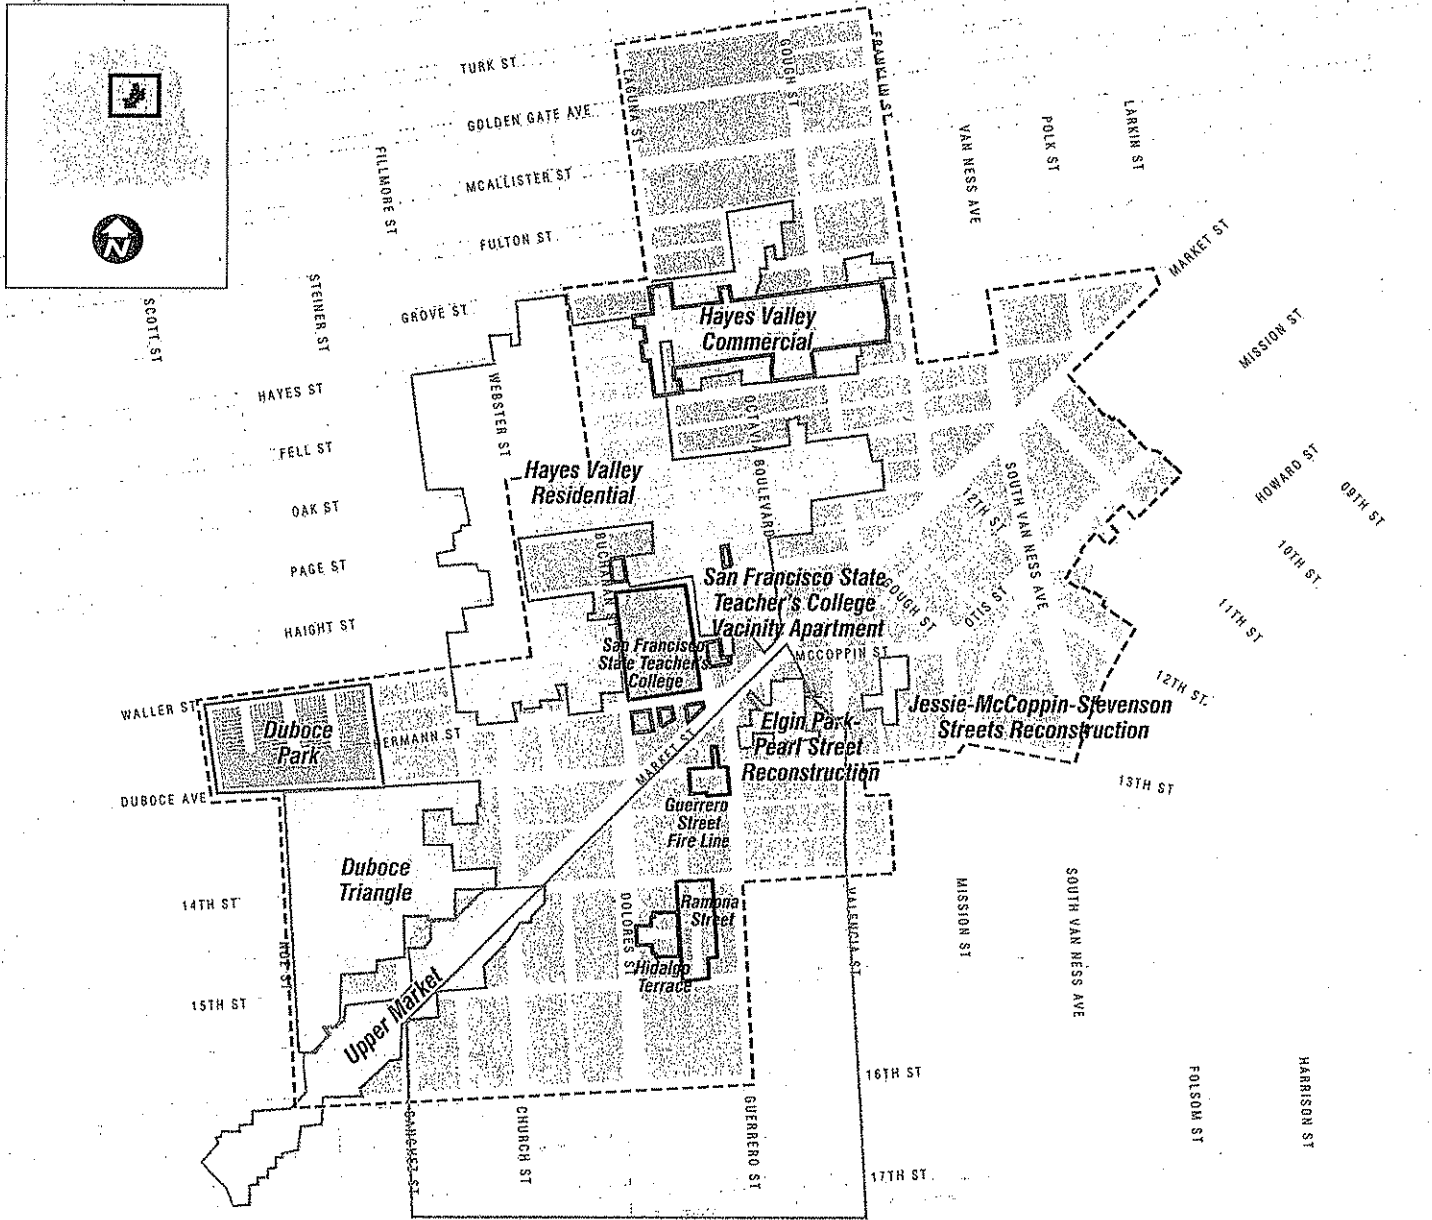 N
TURK ST
GOLDEN GATE AVE
MCALLISTER ST
FULTON ST
GROVE ST
HAYES ST
FELL ST
OAK ST
PAGE ST
HAIGHT ST
WALLER ST
HERMANN ST
DUBOCE AVE
14TH ST
15TH ST
16TH ST
17TH ST
SCOTT ST
STEINER ST
FILLMORE ST
WEBSTER ST
BUCHANAN S
LAGUNA ST
OCTAVIA BOULEVARD
GOUGH ST
FRANKLIN ST
VAN NESS AVE
POLK ST
LARKIN ST
MARKET ST
MISSION ST
HOWARD ST
09TH ST
10TH ST
11TH ST
12TH ST.
13TH ST
12TH ST
SOUTH VAN NESS AVE
OTIS ST
GOUGH ST
MCCOPPIN ST
MARKET ST
DOLORES ST
VALENCIA ST
MISSION ST
SOUTH VAN NESS AVE
FOLSOM ST
HARRISON ST
GUERRERO ST
CHURCH ST
Hayes Valley
Commercial
Hayes Valley
Residential
San Francisco State
Teacher's College
Vacinity Apartment
San Francisco
State Teacher's
College
Duboce
Park
Elgin Park-
Pearl Street
Reconstruction
Jessie-McCoppin-Stevenson
Streets Reconstruction
Guerrero
Street
Fire Line
Duboce
Triangle
Ramona
Street
Hidalgo
Terrace
Upper Market